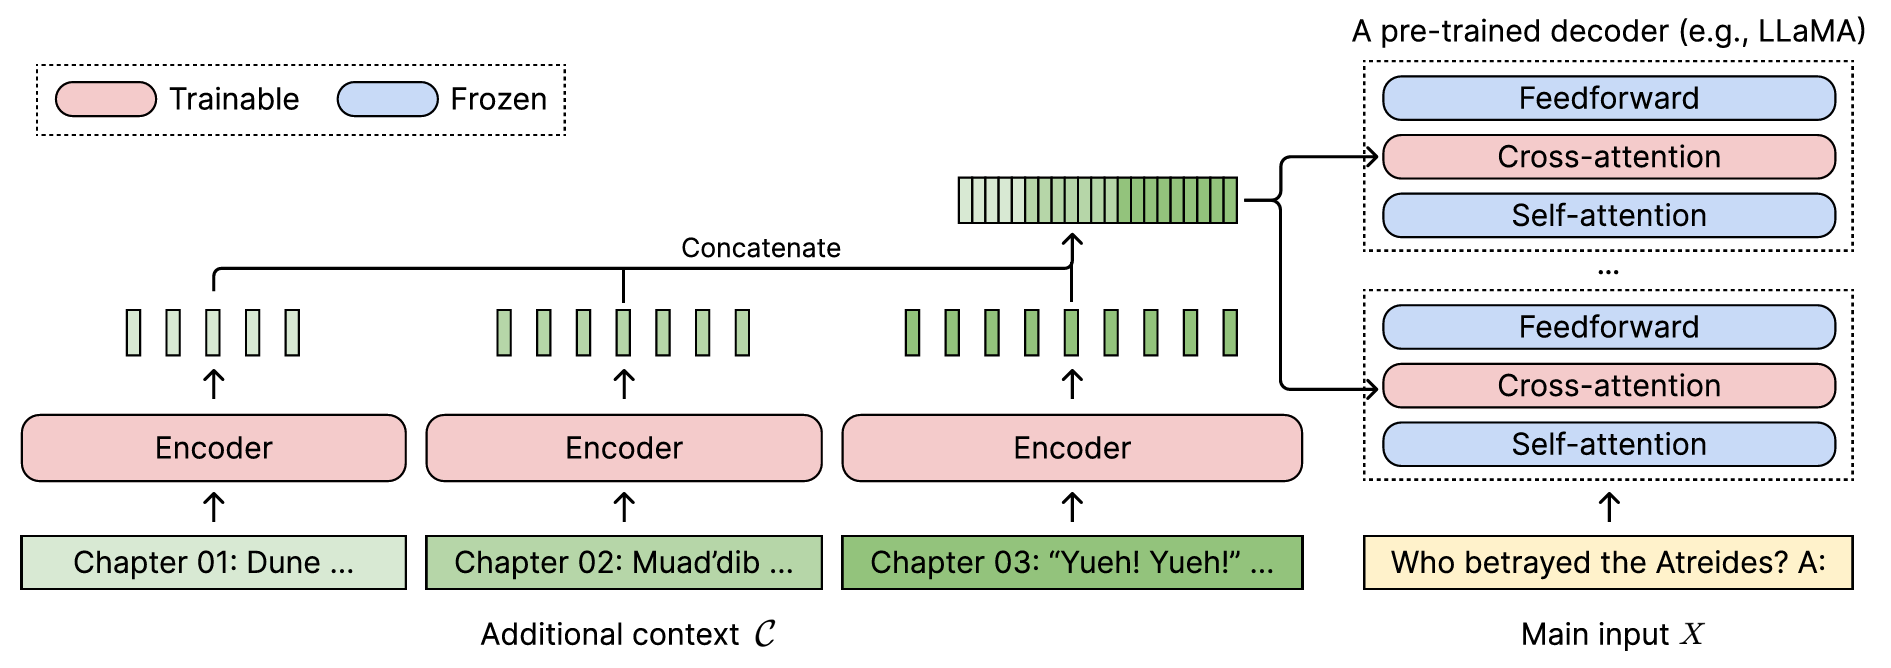 A pre-trained decoder (e.g., LLaMA)
Trainable
Frozen
Feedforward
Cross-attention
Self-attention
...
Feedforward
Cross-attention
Self-attention
Concatenate
Encoder
Encoder
Encoder
Chapter 01: Dune ...
Chapter 02: Muad’dib ...
Chapter 03: “Yueh! Yueh!” ...
Who betrayed the Atreides? A:
Additional context 𝒞
Main input X